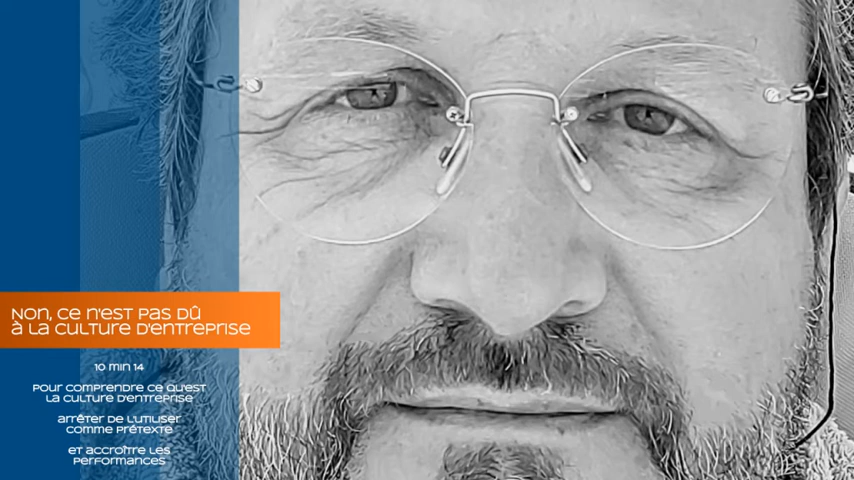 Non, ce n'est pas dû
à la culture d'entreprise
10 min 14
Pour comprendre ce qu'est
la culture d'entreprise
arrêter de l'utiliser
comme prétexte
et accroître les
performances